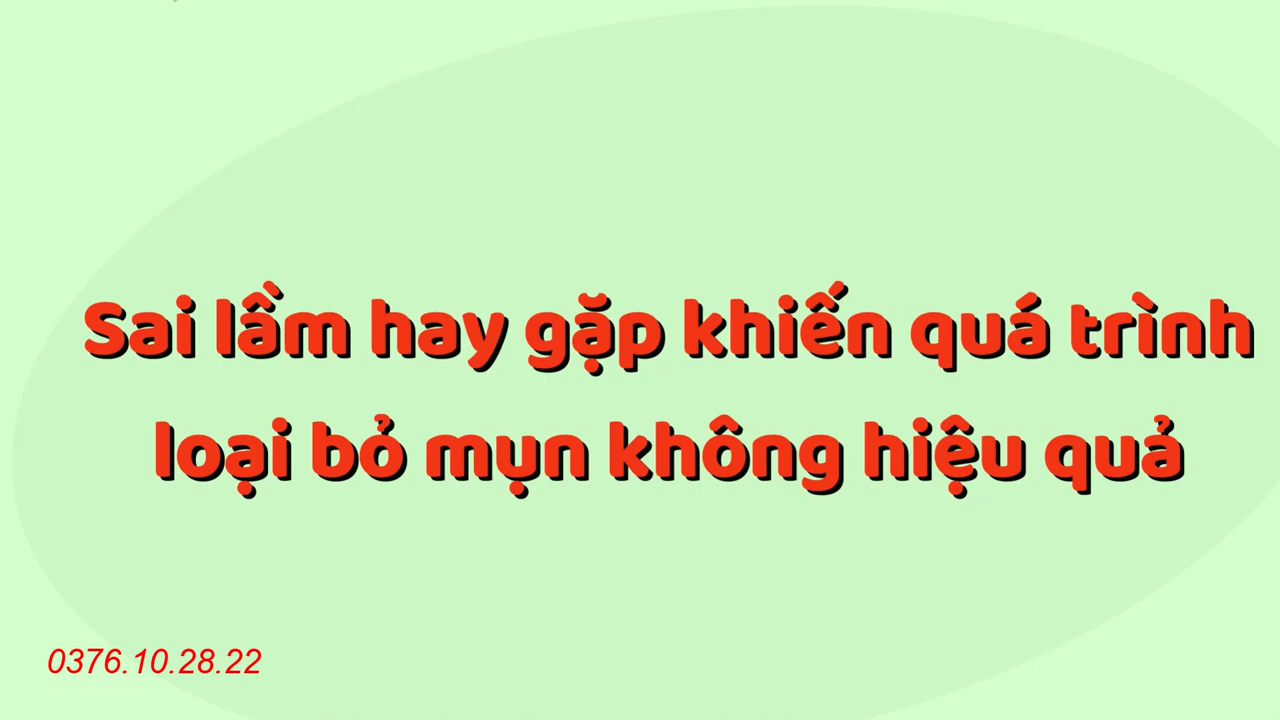 Sai lầm hay gặp khiến quá trình
loại bỏ mụn không hiệu quả
0376.10.28.22